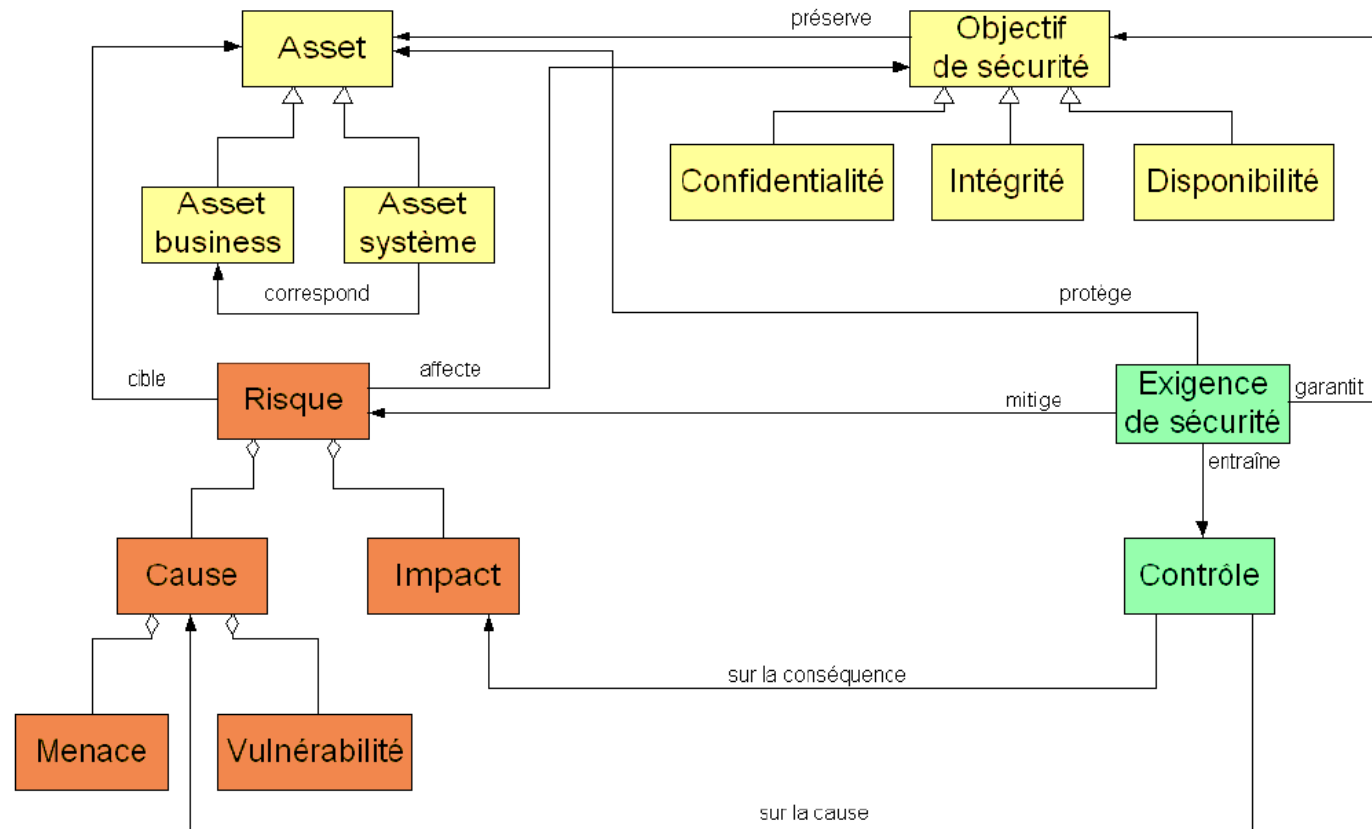 préserve
Asset
Objectif
de sécurité
Confidentialité
Intégrité
Disponibilité
Asset
business
Asset
système
correspond
protège
cible
affecte
Risque
mitige
Exigence
de sécurité
garantit
entraîne
Cause
Impact
Contrôle
sur la conséquence
Menace
Vulnérabilité
sur la cause